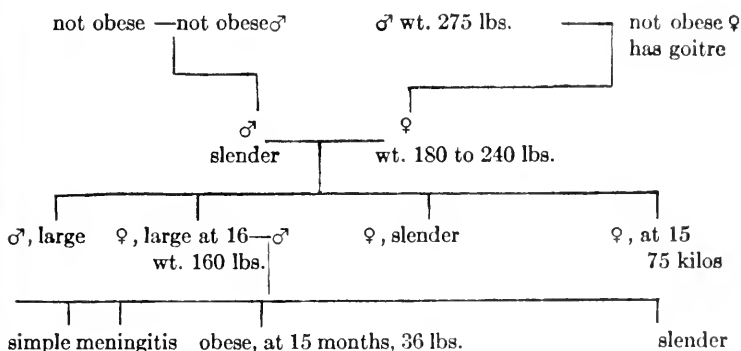 not obese — not obese ♂ ♂ wt. 275 lbs. not obese ♀
has goitre
♂ ♀
slender wt. 180 to 240 lbs.
♂, large ♀, large at 16—♂ ♀, slender ♀, at 15
wt. 160 lbs. 75 kilos
simple meningitis obese, at 15 months, 36 lbs. slender